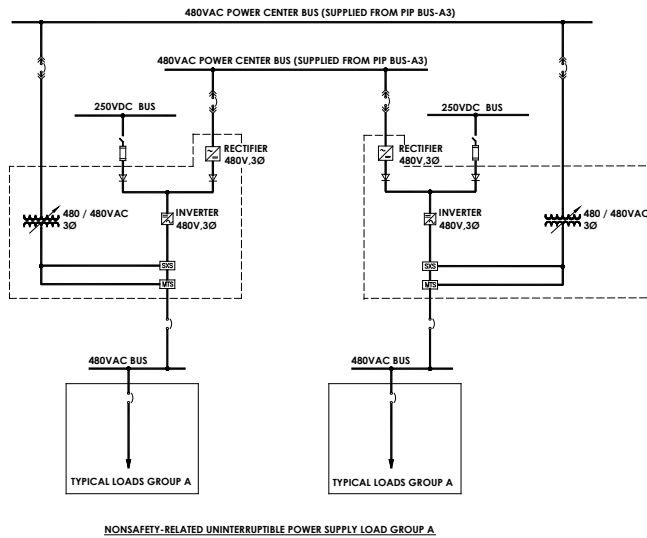 480VAC POWER CENTER BUS (SUPPLIED FROM PIP BUS-A3)
480VAC POWER CENTER BUS (SUPPLIED FROM PIP BUS-A3)
250VDC BUS
250VDC BUS
RECTIFIER
480V,3Ø
RECTIFIER
480V,3Ø
480 / 480VAC
3Ø
INVERTER
480V,3Ø
INVERTER
480V,3Ø
480 / 480VAC
3Ø
SXS
SXS
MTS
MTS
480VAC BUS
480VAC BUS
TYPICAL LOADS GROUP A
TYPICAL LOADS GROUP A
NONSAFETY-RELATED UNINTERRUPTIBLE POWER SUPPLY LOAD GROUP A